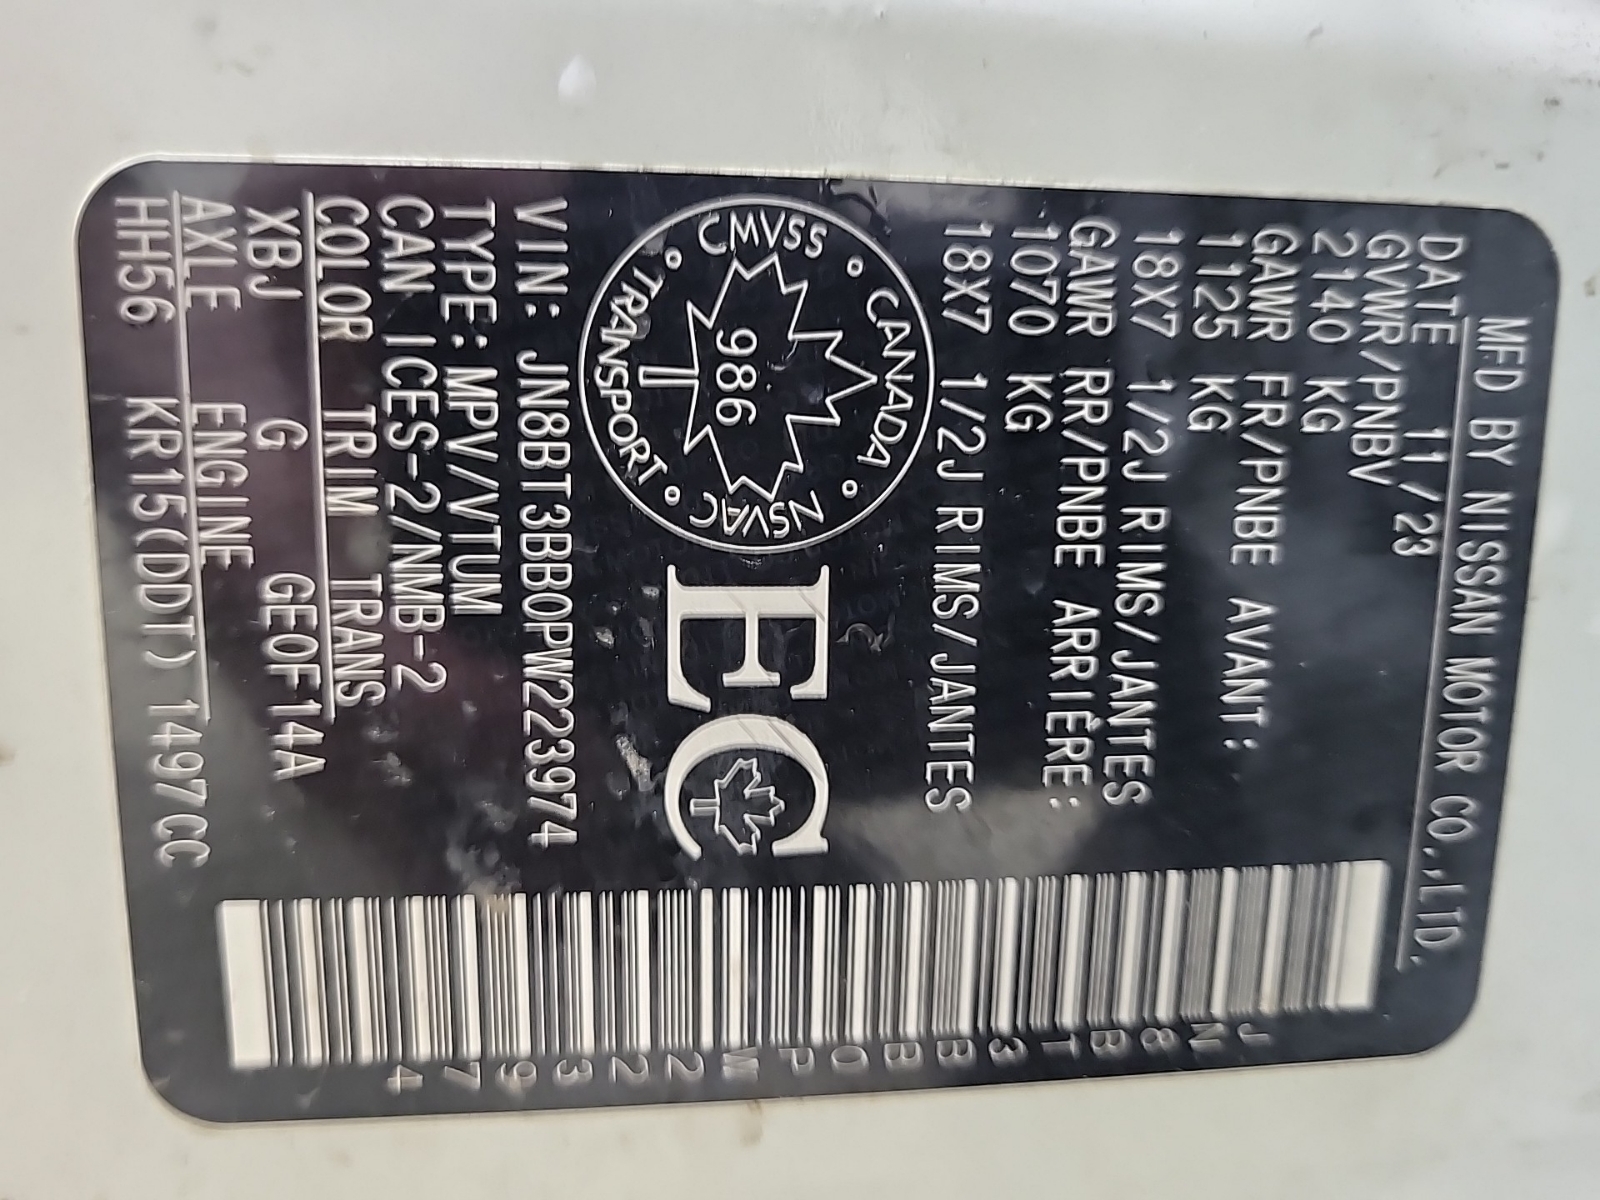 MFD BY NISSAN MOTOR CO.,LTD.
DATE 11/23
GVWR/PNBV
2140 KG
GAWR FR/PNBE AVANT:
1125 KG
18X7 1/2J RIMS/JANTES
GAWR RR/PNBE ARRIÈRE:
1070 KG
18X7 1/2J RIMS/JANTES
CANADA
CMVSS
NSVAC
986
TRANSPORT
EC
VIN: JN8BT3BB0PW223974
TYPE:MPV/VTUM
CAN ICES-2/NMB-2
COLOR TRIM TRANS
XBJ G GE0F14A
AXLE ENGINE
HH56 KR15(DDT) 1497CC
JN8BT3BB0PW223974